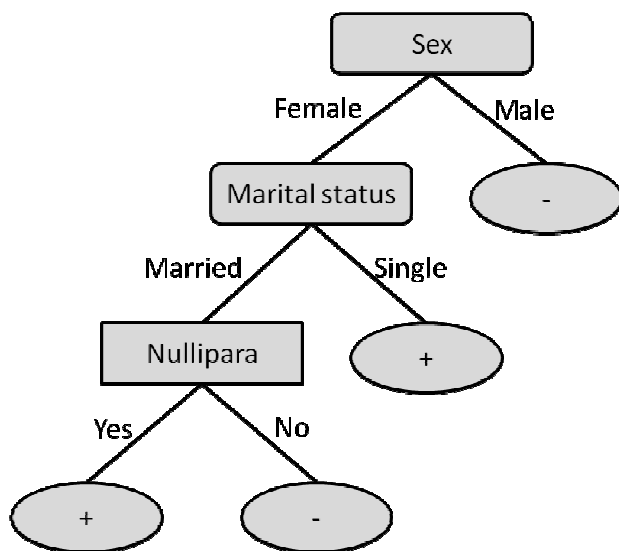 Sex
Female
Male
Marital status
-
Married
Single
Nullipara
+
Yes
No
+
-